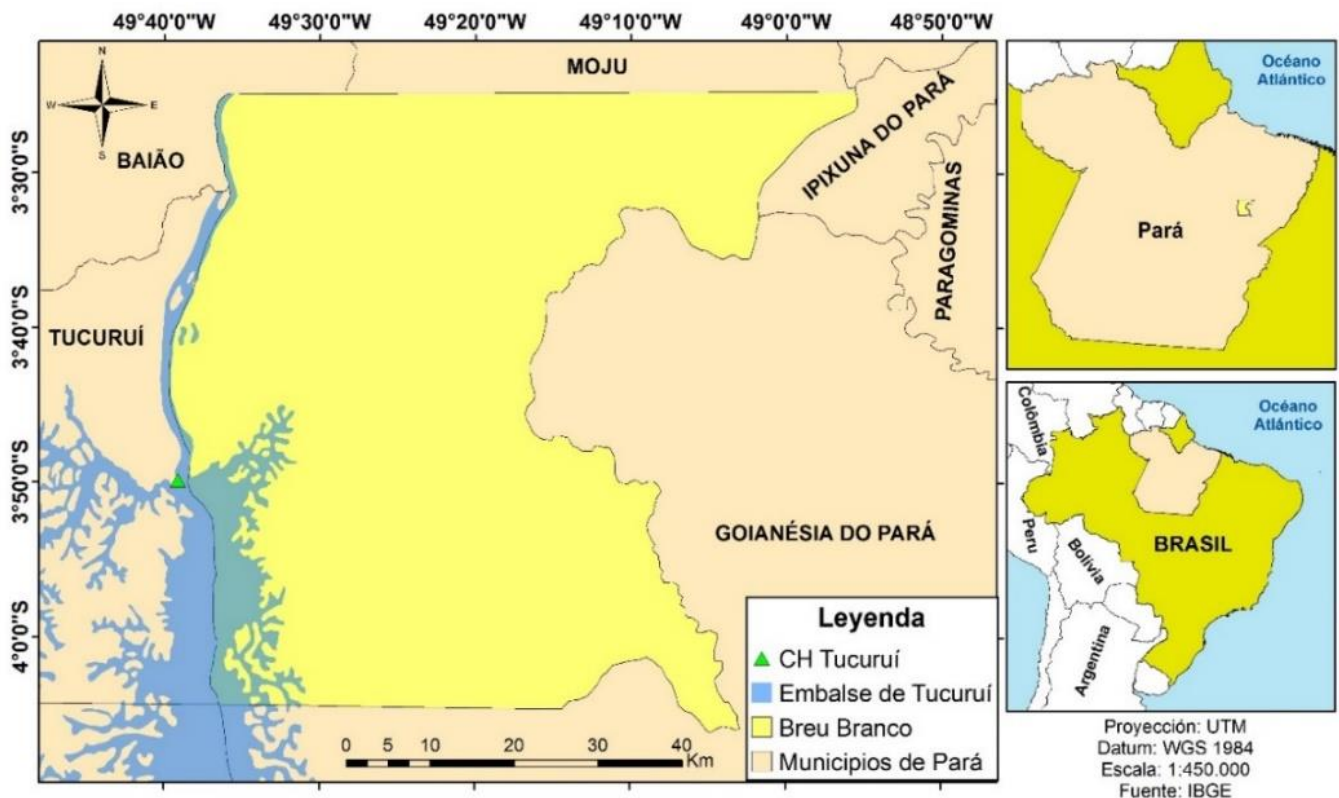 49°40'0"W 49°30'0"W 49°20'0"W 49°10'0"W 49°0'0"W 48°50'0"W
N
W E
S
MOJU
BAIÃO
IPIXUNA DO PARÁ
PARAGOMINAS
3°30'0"S
TUCURUÍ
3°40'0"S
3°50'0"S
GOIANÉSIA DO PARÁ
4°0'0"S
Leyenda
CH Tucuruí
Embalse de Tucuruí
Breu Branco
Municipios de Pará
0 5 10 20 30 40
Km
Océano
Atlántico
Pará
Océano
Atlántico
Colômbia
Peru
Bolívia
BRASIL
Argentina
Proyección: UTM
Datum: WGS 1984
Escala: 1:450.000
Fuente: IBGE